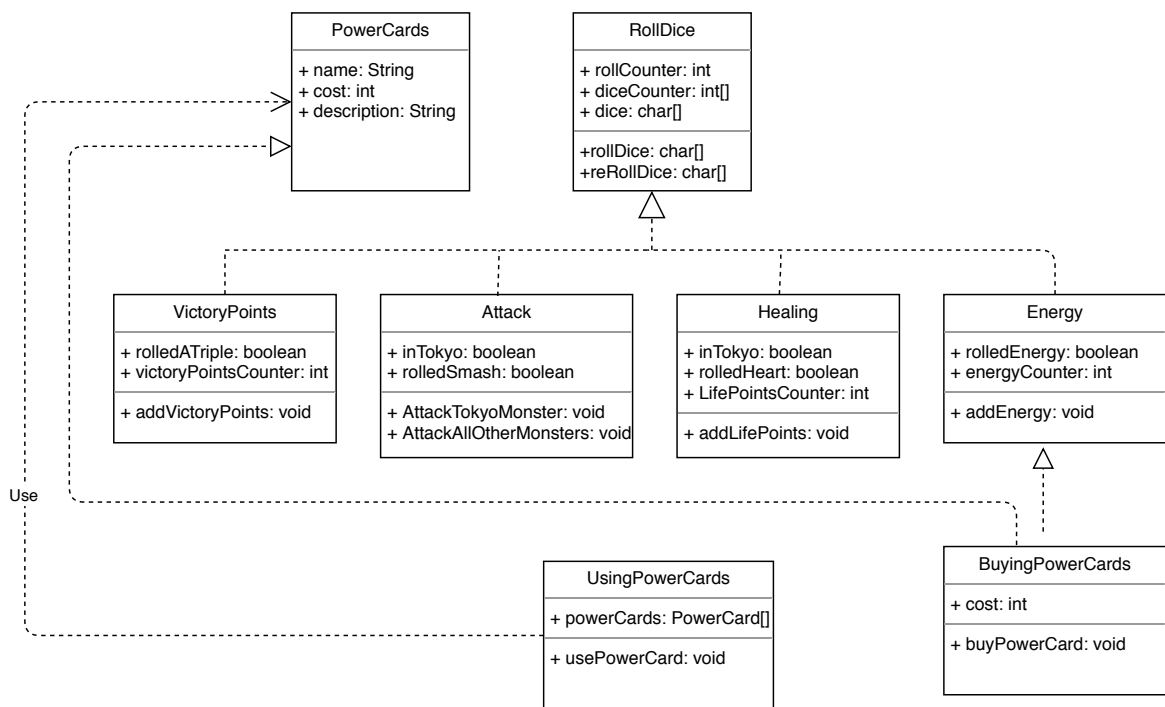 PowerCards
+ name: String
+ cost: int
+ description: String
RollDice
+ rollCounter: int
+ diceCounter: int[]
+ dice: char[]
+rollDice: char[]
+reRollDice: char[]
VictoryPoints
+ rolledATriple: boolean
+ victoryPointsCounter: int
+ addVictoryPoints: void
Attack
+ inTokyo: boolean
+ rolledSmash: boolean
+ AttackTokyoMonster: void
+ AttackAllOtherMonsters: void
Healing
+ inTokyo: boolean
+ rolledHeart: boolean
+ LifePointsCounter: int
+ addLifePoints: void
Energy
+ rolledEnergy: boolean
+ energyCounter: int
+ addEnergy: void
Use
UsingPowerCards
+ powerCards: PowerCard[]
+ usePowerCard: void
BuyingPowerCards
+ cost: int
+ buyPowerCard: void